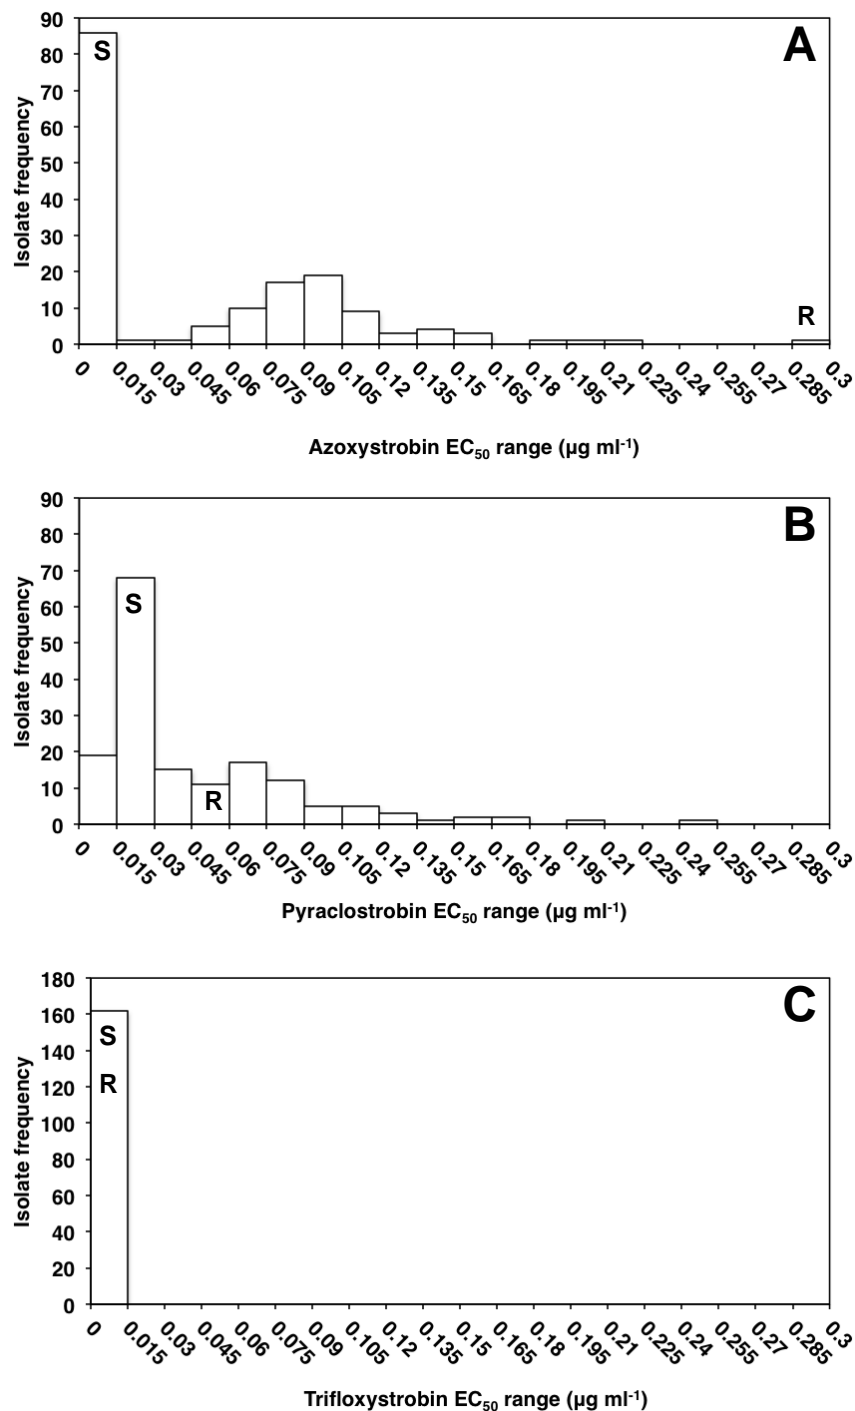 A
S
R
Isolate frequency
90
80
70
60
50
40
30
20
10
0
0 0.015 0.03 0.045 0.06 0.075 0.09 0.105 0.12 0.135 0.15 0.165 0.18 0.195 0.21 0.225 0.24 0.255 0.27 0.285 0.3
Azoxystrobin EC50 range (µg ml-1)
B
S
R
Isolate frequency
90
80
70
60
50
40
30
20
10
0
0 0.015 0.03 0.045 0.06 0.075 0.09 0.105 0.12 0.135 0.15 0.165 0.18 0.195 0.21 0.225 0.24 0.255 0.27 0.285 0.3
Pyraclostrobin EC50 range (µg ml-1)
C
S
R
Isolate frequency
180
160
140
120
100
80
60
40
20
0
0 0.015 0.03 0.045 0.06 0.075 0.09 0.105 0.12 0.135 0.15 0.165 0.18 0.195 0.21 0.225 0.24 0.255 0.27 0.285 0.3
Trifloxystrobin EC50 range (µg ml-1)